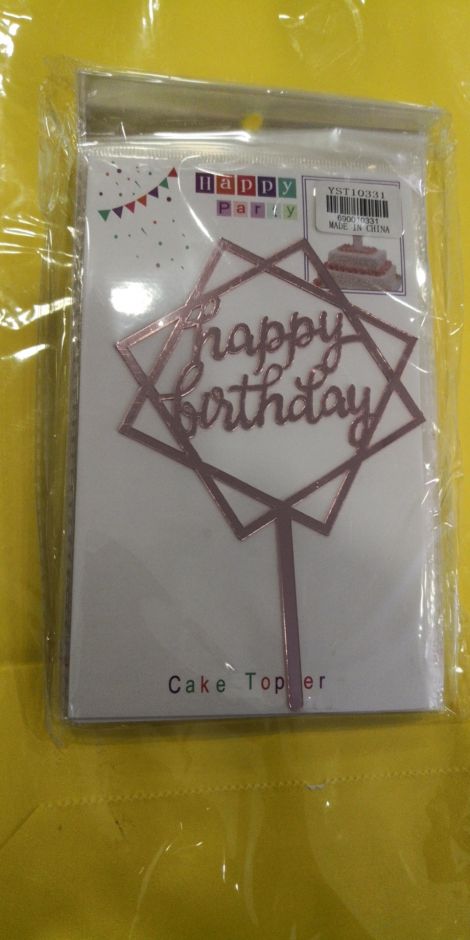 Happy
Party
YST10331
690010331
MADE IN CHINA
happy
birthday
Cake Topper